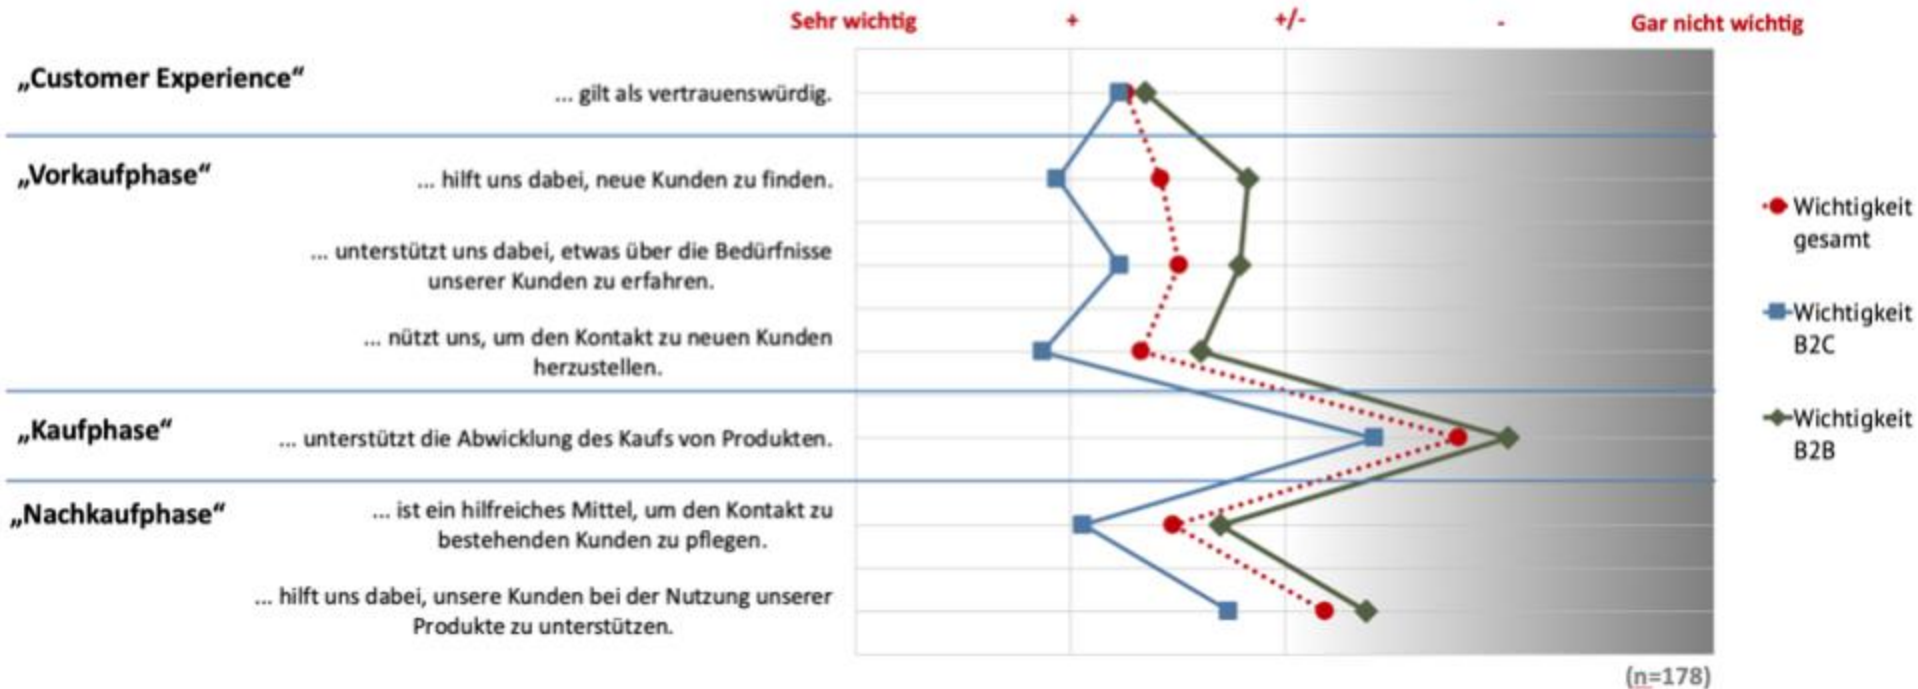 Sehr wichtig + +/- - Gar nicht wichtig
„Customer Experience“
... gilt als vertrauenswürdig.
„Vorkaufphase“
... hilft uns dabei, neue Kunden zu finden.
... unterstützt uns dabei, etwas über die Bedürfnisse
unserer Kunden zu erfahren.
... nützt uns, um den Kontakt zu neuen Kunden
herzustellen.
„Kaufphase“
... unterstützt die Abwicklung des Kaufs von Produkten.
„Nachkaufphase“
... ist ein hilfreiches Mittel, um den Kontakt zu
bestehenden Kunden zu pflegen.
... hilft uns dabei, unsere Kunden bei der Nutzung unserer
Produkte zu unterstützen.
Wichtigkeit
gesamt
Wichtigkeit
B2C
Wichtigkeit
B2B
(n=178)